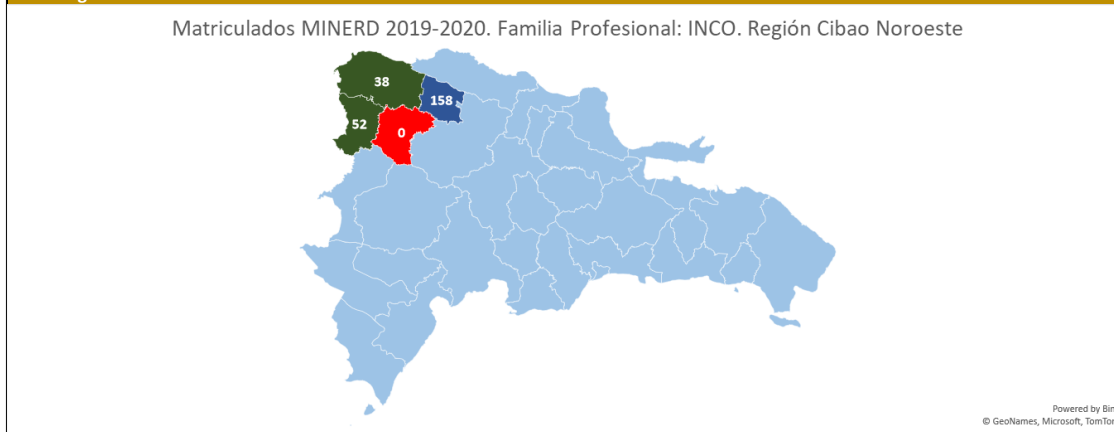 Matriculados MINERD 2019-2020. Familia Profesional: INCO. Región Cibao Noroeste
38
158
52
0
Powered by Bin
© GeoNames, Microsoft, TomTom